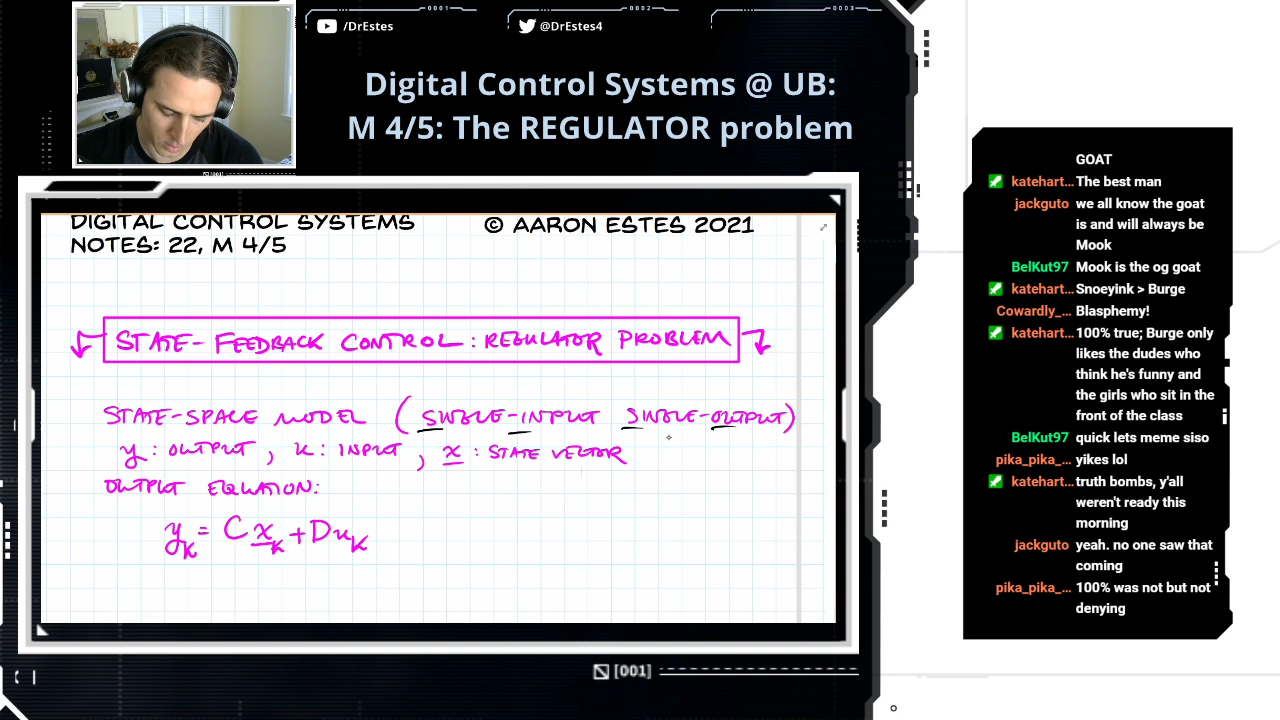 0001
0002
0003
/DrEstes
@DrEstes4
Digital Control Systems @ UB:
M 4/5: The REGULATOR problem
[001]
DIGITAL CONTROL SYSTEMS
© AARON ESTES 2021
NOTES: 22, M 4/5
STATE-FEEDBACK CONTROL: REGULATOR PROBLEM
STATE-SPACE MODEL (SINGLE-INPUT SINGLE-OUTPUT)
y: OUTPUT, u: INPUT, x: STATE VECTOR
OUTPUT EQUATION:
yk = Cxk + Duk
[001]
GOAT
katehart... The best man
jackguto we all know the goat
is and will always be
Mook
BelKut97 Mook is the og goat
katehart... Snoeyink > Burge
Cowardly_... Blasphemy!
katehart... 100% true; Burge only
likes the dudes who
think he's funny and
the girls who sit in the
front of the class
BelKut97 quick lets meme siso
pika_pika_... yikes lol
katehart... truth bombs, y'all
weren't ready this
morning
jackguto yeah. no one saw that
coming
pika_pika_... 100% was not but not
denying